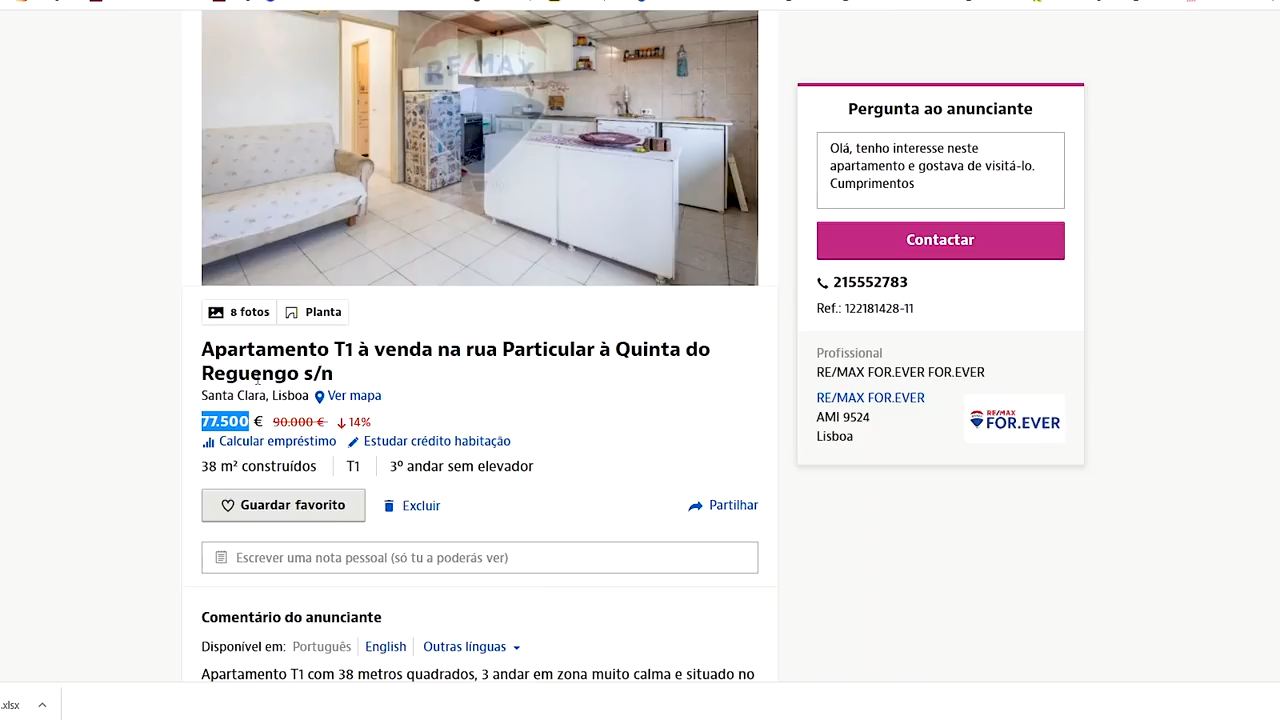 RE/MAX
8 fotos
Planta
Apartamento T1 à venda na rua Particular à Quinta do
Reguengo s/n
Santa Clara, Lisboa Ver mapa
77.500 € 90.000 € 14%
Calcular empréstimo Estudar crédito habitação
38 m² construídos T1 3º andar sem elevador
Guardar favorito Excluir Partilhar
Escrever uma nota pessoal (só tu a poderás ver)
Comentário do anunciante
Disponível em: Português English Outras línguas
Apartamento T1 com 38 metros quadrados, 3 andar em zona muito calma e situado no
Pergunta ao anunciante
Olá, tenho interesse neste
apartamento e gostava de visitá-lo.
Cumprimentos
Contactar
215552783
Ref.: 122181428-11
Profissional
RE/MAX FOR.EVER FOR.EVER
RE/MAX FOR.EVER
AMI 9524
Lisboa
RE/MAX
FOR.EVER
.xlsx